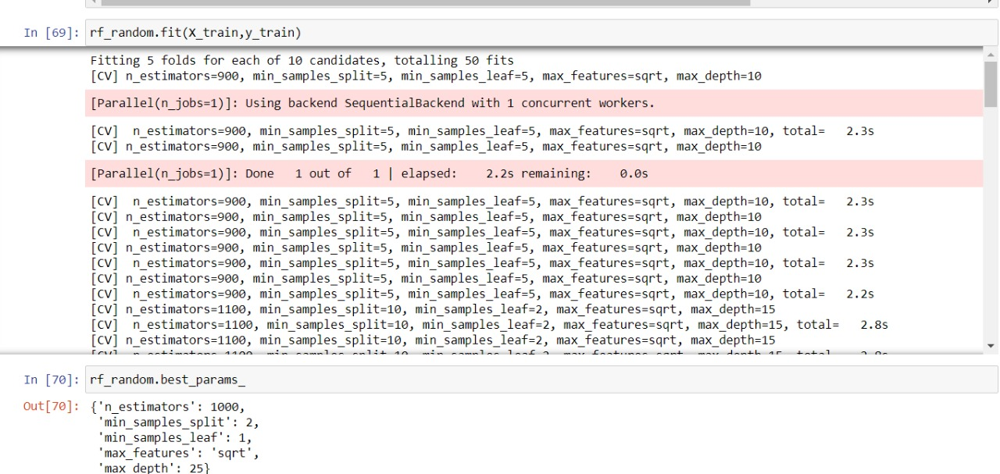 In [69]: rf_random.fit(X_train,y_train)
Fitting 5 folds for each of 10 candidates, totalling 50 fits
[CV] n_estimators=900, min_samples_split=5, min_samples_leaf=5, max_features=sqrt, max_depth=10
[Parallel(n_jobs=1)]: Using backend SequentialBackend with 1 concurrent workers.
[CV]  n_estimators=900, min_samples_split=5, min_samples_leaf=5, max_features=sqrt, max_depth=10, total=   2.3s
[CV] n_estimators=900, min_samples_split=5, min_samples_leaf=5, max_features=sqrt, max_depth=10
[Parallel(n_jobs=1)]: Done   1 out of   1 | elapsed:    2.2s remaining:    0.0s
[CV]  n_estimators=900, min_samples_split=5, min_samples_leaf=5, max_features=sqrt, max_depth=10, total=   2.3s
[CV] n_estimators=900, min_samples_split=5, min_samples_leaf=5, max_features=sqrt, max_depth=10
[CV]  n_estimators=900, min_samples_split=5, min_samples_leaf=5, max_features=sqrt, max_depth=10, total=   2.3s
[CV] n_estimators=900, min_samples_split=5, min_samples_leaf=5, max_features=sqrt, max_depth=10
[CV]  n_estimators=900, min_samples_split=5, min_samples_leaf=5, max_features=sqrt, max_depth=10, total=   2.3s
[CV] n_estimators=900, min_samples_split=5, min_samples_leaf=5, max_features=sqrt, max_depth=10
[CV]  n_estimators=900, min_samples_split=5, min_samples_leaf=5, max_features=sqrt, max_depth=10, total=   2.2s
[CV] n_estimators=1100, min_samples_split=10, min_samples_leaf=2, max_features=sqrt, max_depth=15
[CV]  n_estimators=1100, min_samples_split=10, min_samples_leaf=2, max_features=sqrt, max_depth=15, total=   2.8s
[CV] n_estimators=1100, min_samples_split=10, min_samples_leaf=2, max_features=sqrt, max_depth=15
In [70]: rf_random.best_params_
Out[70]: {'n_estimators': 1000,
'min_samples_split': 2,
'min_samples_leaf': 1,
'max_features': 'sqrt',
'max_depth': 25}